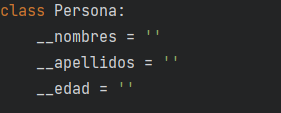 class Persona:
    __nombres = ''
    __apellidos = ''
    __edad = ''